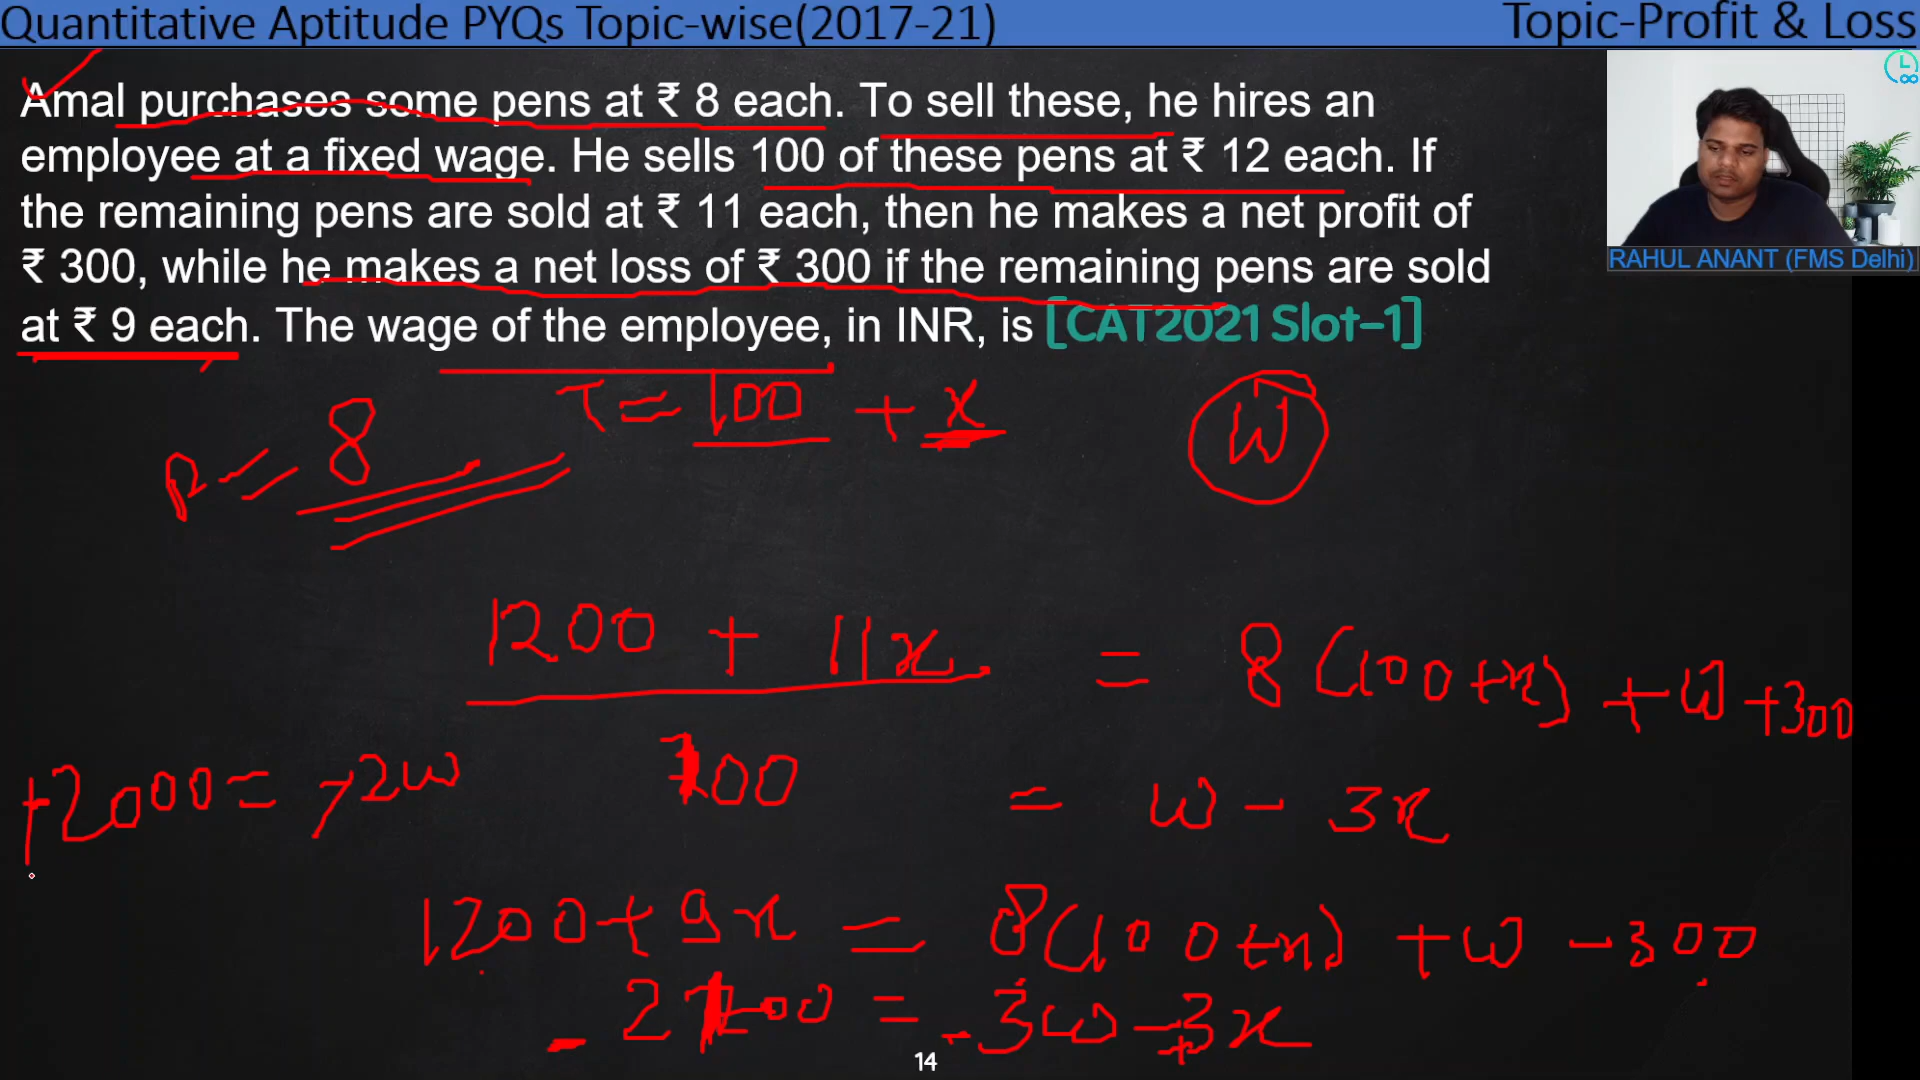 Quantitative Aptitude PYQs Topic-wise(2017-21)
Topic-Profit & Loss
Amal purchases some pens at ₹ 8 each. To sell these, he hires an
employee at a fixed wage. He sells 100 of these pens at ₹ 12 each. If
the remaining pens are sold at ₹ 11 each, then he makes a net profit of
₹ 300, while he makes a net loss of ₹ 300 if the remaining pens are sold
at ₹ 9 each. The wage of the employee, in INR, is [CAT2021 Slot-1]
RAHUL ANANT (FMS Delhi)
P = 8
T = 100 + x
W
1200 + 11x = 8(100+x) + W + 300
+2000 = +2W
100 = W - 3x
1200 + 9x = 8(100+x) + W - 300
= 3W - 3x
14